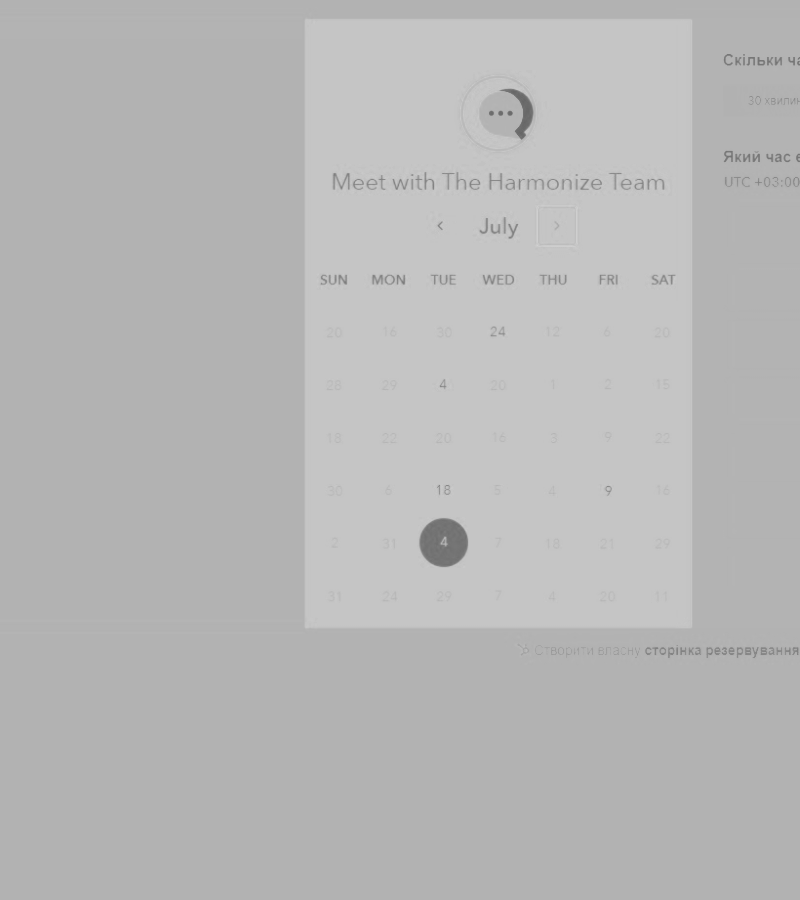 Meet with The Harmonize Team
July
SUN MON TUE WED THU FRI SAT
20 16 30 24 12 6 20
28 29 4 20 1 2 15
18 22 20 16 3 9 22
30 6 18 5 4 9 16
2 31 4 7 18 21 29
31 24 29 7 4 20 11
Скільки
30
Який час
UTC +03:00
Створити власну сторінка резервування